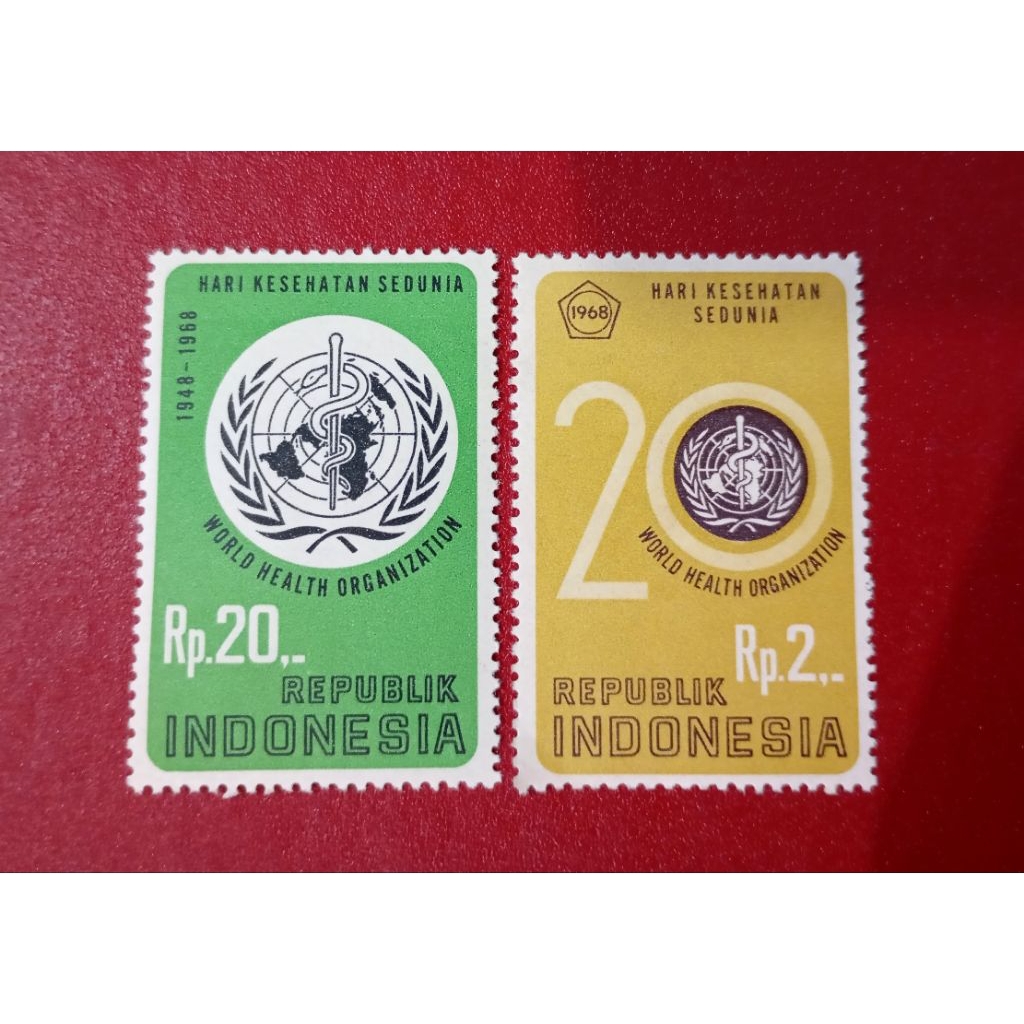 HARI KESEHATAN SEDUNIA
1948-1968
WORLD HEALTH ORGANIZATION
Rp.20,-
REPUBLIK
INDONESIA
1968
HARI KESEHATAN
SEDUNIA
20
WORLD HEALTH ORGANIZATION
Rp.2,-
REPUBLIK
INDONESIA